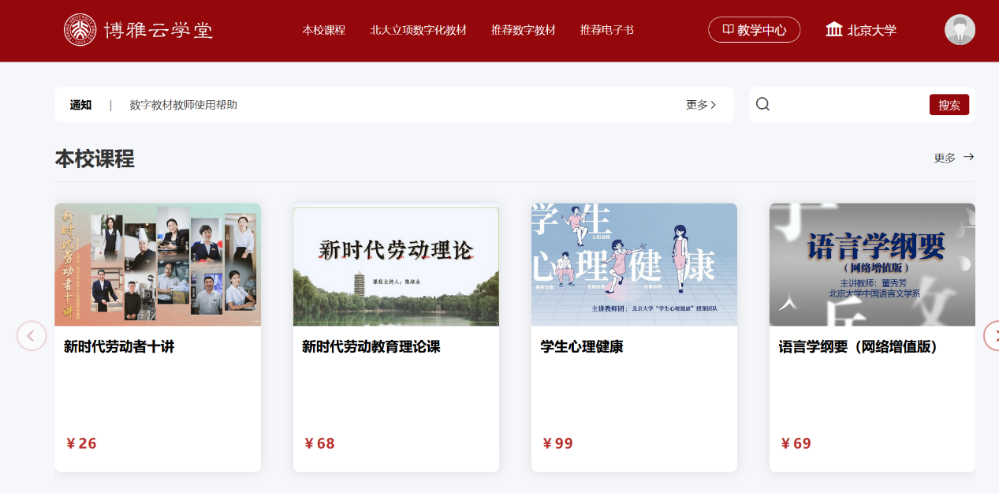 博雅云学堂
本校课程
北大立项数字化教材
推荐数字教材
推荐电子书
教学中心
北京大学
通知 | 数字教材教师使用帮助
更多
搜索
本校课程
更多
新时代劳动者十讲
新时代劳动理论
课程主持人：陈绍永
学生
认知自我
心理健康
主讲教师团：北京大学“学生心理健康”授课团队
语言学纲要
（网络增值版）
主讲教师：董秀芳
北京大学中国语言文学系
新时代劳动者十讲
新时代劳动教育理论课
学生心理健康
语言学纲要（网络增值版）
￥26
￥68
￥99
￥69